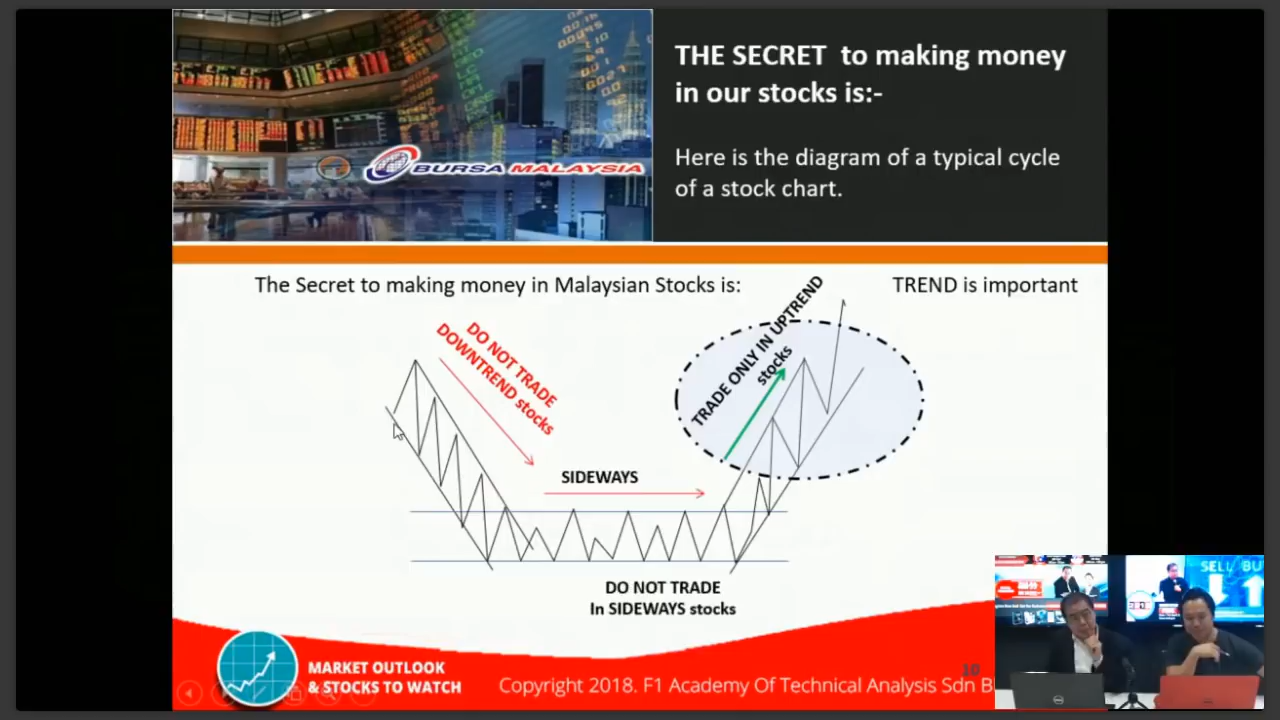 THE SECRET to making money
in our stocks is:-
Here is the diagram of a typical cycle
of a stock chart.
BURSA MALAYSIA
The Secret to making money in Malaysian Stocks is:
TREND is important
DO NOT TRADE
DOWNTREND stocks
TRADE ONLY IN UPTREND
stocks
SIDEWAYS
DO NOT TRADE
In SIDEWAYS stocks
SELL BU
10
MARKET OUTLOOK
& STOCKS TO WATCH
Copyright 2018. F1 Academy Of Technical Analysis Sdn B